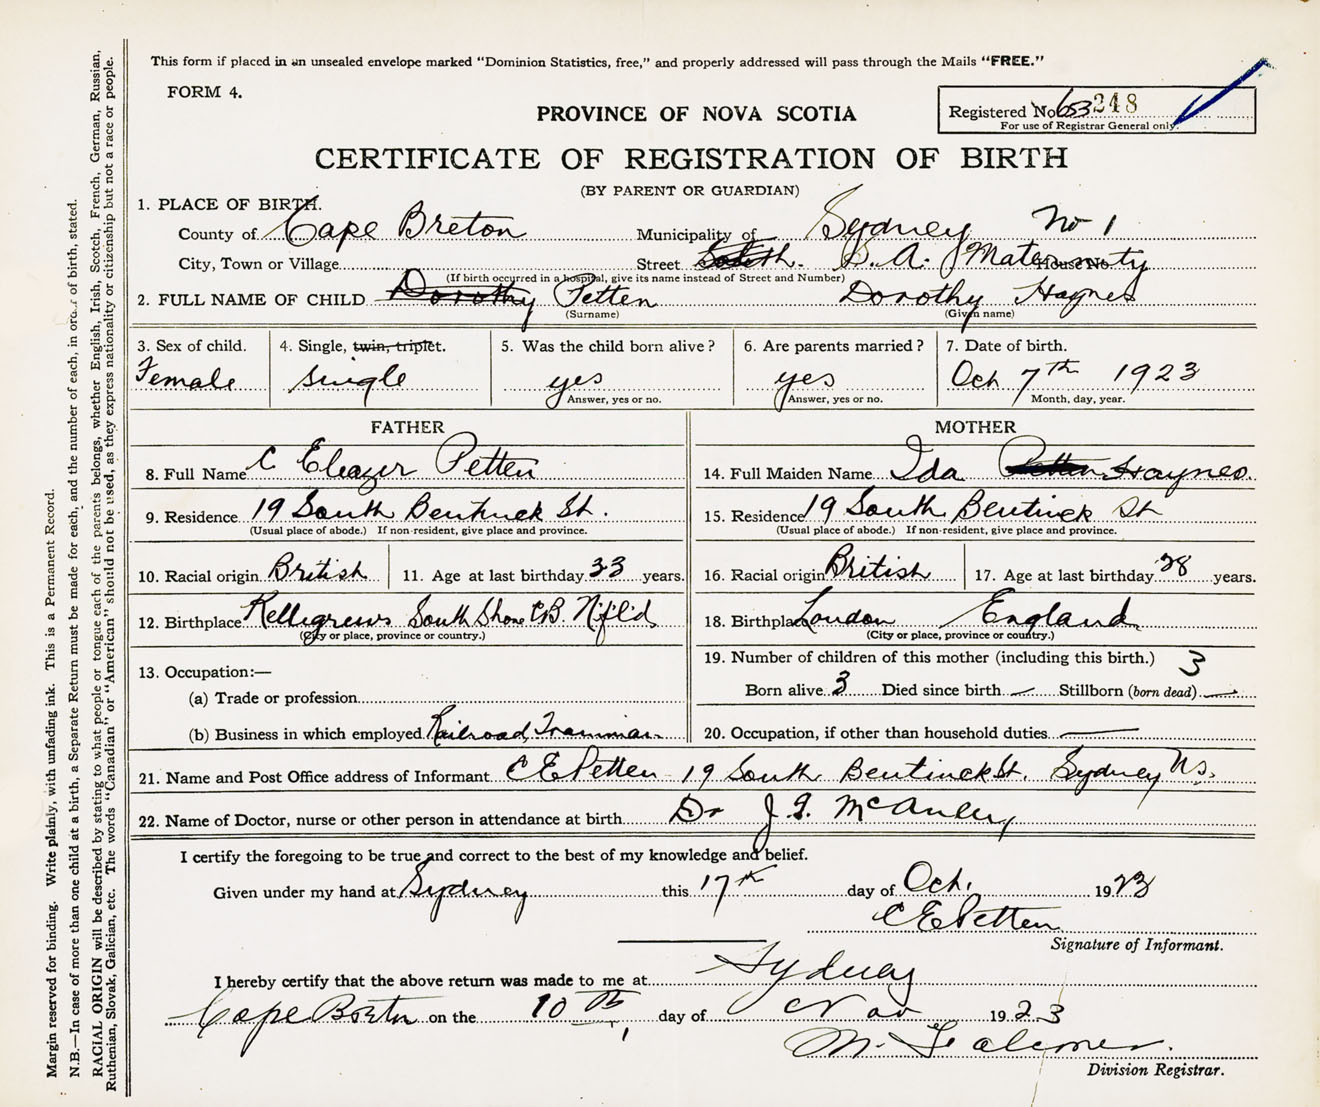 This form if placed in an unsealed envelope marked "Dominion Statistics, free," and properly addressed will pass through the Mails "FREE."
FORM 4.
PROVINCE OF NOVA SCOTIA
Registered No. 653 248
For use of Registrar General only.
CERTIFICATE OF REGISTRATION OF BIRTH
(BY PARENT OR GUARDIAN)
1. PLACE OF BIRTH.
County of Cape Breton Municipality of Sydney No 1
City, Town or Village Street S. A. Maternity House No
(If birth occurred in a hospital, give its name instead of Street and Number)
2. FULL NAME OF CHILD Dorothy Petten Dorothy Haynes
(Surname) (Given name)
3. Sex of child. 4. Single, twin, triplet. 5. Was the child born alive? 6. Are parents married? 7. Date of birth.
Female single yes yes Oct 7th 1923
Answer, yes or no. Answer, yes or no. Month, day, year.
FATHER MOTHER
8. Full Name C Eleazer Petten 14. Full Maiden Name Ida Petten Haynes.
9. Residence 19 South Bentinck St. 15. Residence 19 South Bentinck St
(Usual place of abode.) If non-resident, give place and province. (Usual place of abode.) If non-resident, give place and province.
10. Racial origin British 11. Age at last birthday 33 years. 16. Racial origin British 17. Age at last birthday 28 years.
12. Birthplace Kelligrews South Shore C.B. Nfld 18. Birthplace London England
(City or place, province or country.) (City or place, province or country.)
13. Occupation:— 19. Number of children of this mother (including this birth.) 3
(a) Trade or profession Born alive 3 Died since birth — Stillborn (born dead) —
(b) Business in which employed Railroad Trainman 20. Occupation, if other than household duties —
21. Name and Post Office address of Informant C E Petten 19 South Bentinck St. Sydney N.S.
22. Name of Doctor, nurse or other person in attendance at birth Dr J. G. McAuley
I certify the foregoing to be true and correct to the best of my knowledge and belief.
Given under my hand at Sydney this 17th day of Oct. 1923
C E Petten
Signature of Informant.
I hereby certify that the above return was made to me at Sydney
Cape Breton on the 10th day of Nov 1923
M.
Division Registrar.
Margin reserved for binding. Write plainly, with unfading ink. This is a Permanent Record.
N.B.—In case of more than one child at a birth, a Separate Return must be made for each, and the number of each, in order of birth, stated.
RACIAL ORIGIN will be described by stating to what people or tongue each of the parents belongs, whether English, Irish, Scotch, French, German, Russian,
Ruthenian, Slovak, Galician, etc. The words "Canadian" or "American" should not be used, as they express nationality or citizenship but not a race or people.